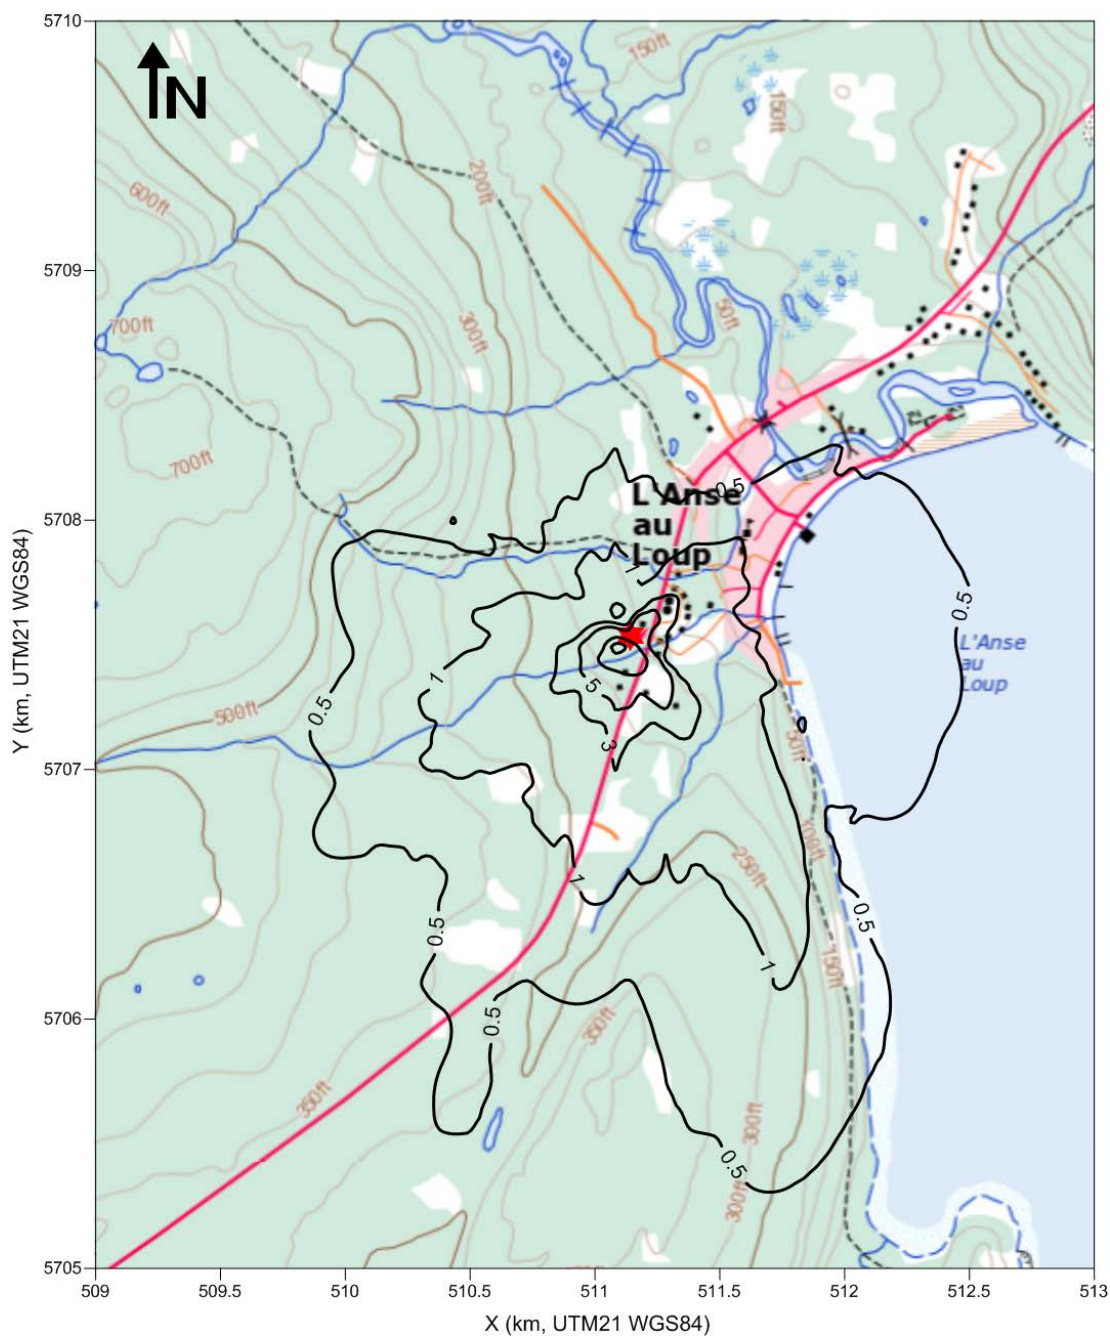 5710
N
150ft
150ft
200ft
600ft
5709
700ft
300ft
50ft
700ft
0.5
5708
L'Anse
au
Loup
1
0.5
L'Anse
au
Loup
1
5
0.5
500ft
3
50ft
5707
100ft
250ft
1
0.5
0.5
150ft
1
5706
0.5
350ft
350ft
300ft
0.5
300ft
5705
509
509.5
510
510.5
511
511.5
512
512.5
513
X (km, UTM21 WGS84)
Y (km, UTM21 WGS84)